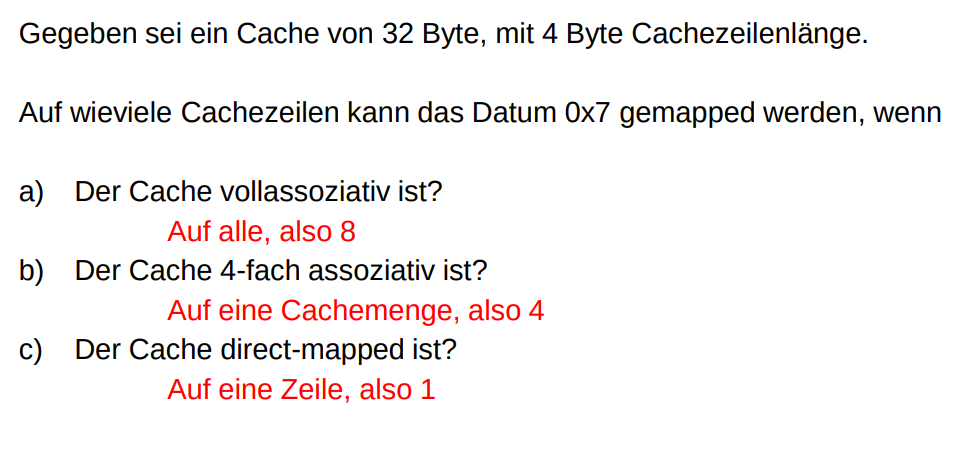 Gegeben sei ein Cache von 32 Byte, mit 4 Byte Cachezeilenlänge.
Auf wieviele Cachezeilen kann das Datum 0x7 gemapped werden, wenn
a) Der Cache vollassoziativ ist?
Auf alle, also 8
b) Der Cache 4-fach assoziativ ist?
Auf eine Cachemenge, also 4
c) Der Cache direct-mapped ist?
Auf eine Zeile, also 1